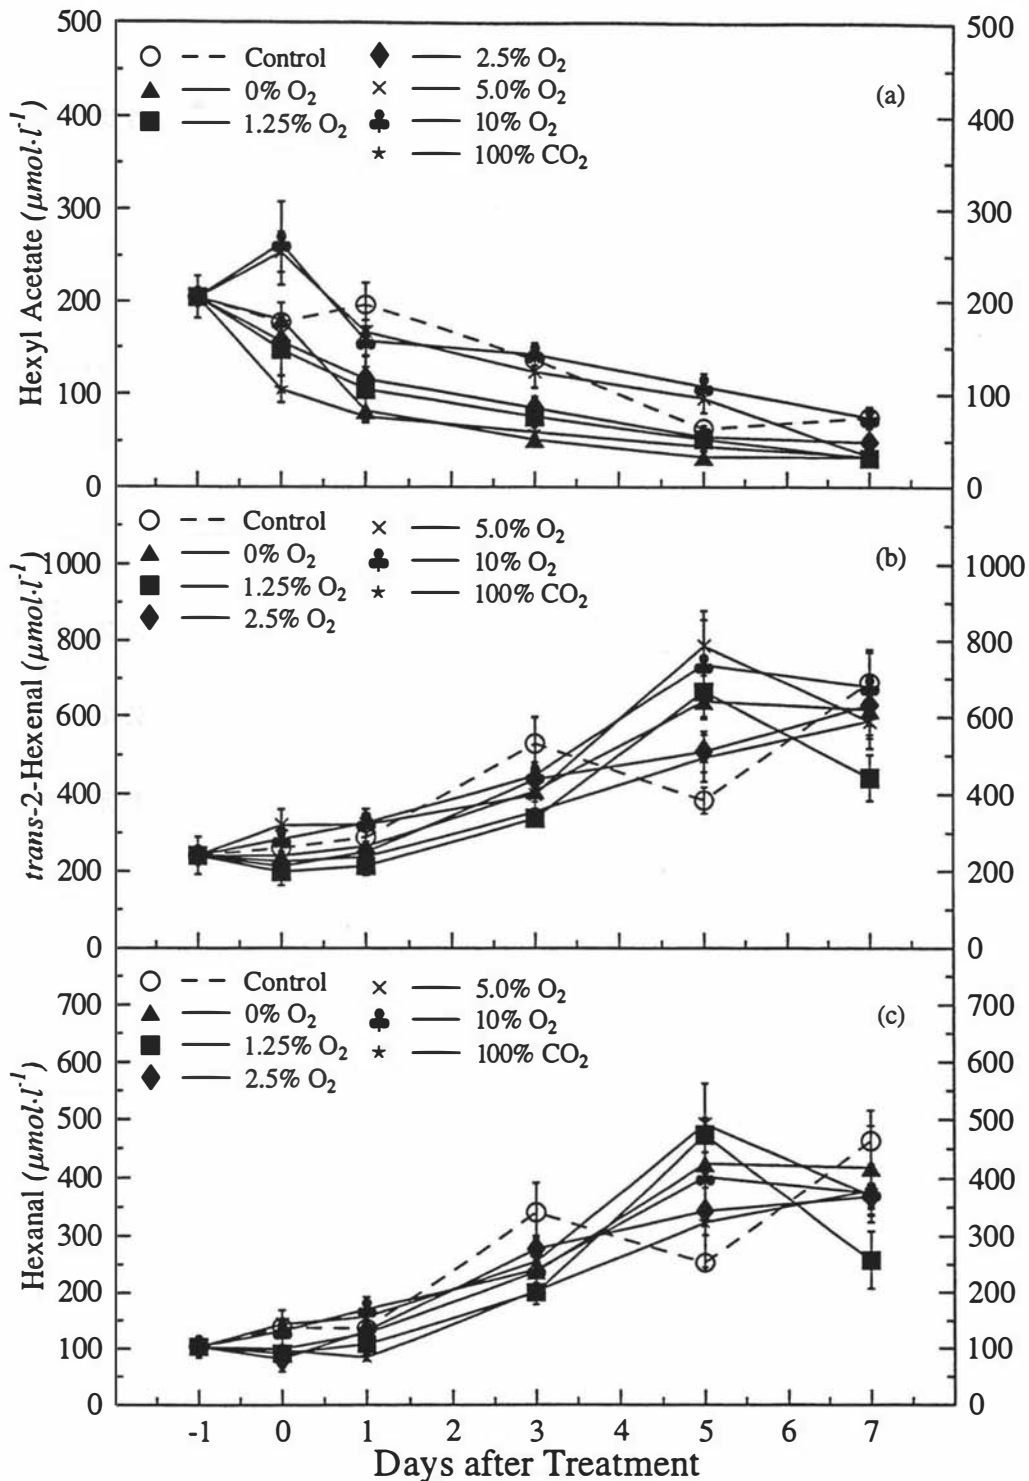 500 500
Control 2.5% O₂
0% O₂ 5.0% O₂ (a)
1.25% O₂ 10% O₂
100% CO₂
400 400
300 300
200 200
100 100
0 0
Hexyl Acetate (μmol·l⁻¹)
Control 5.0% O₂
0% O₂ 10% O₂ (b)
1.25% O₂ 100% CO₂
2.5% O₂
1000 1000
800 800
600 600
400 400
200 200
0 0
trans-2-Hexenal (μmol·l⁻¹)
Control 5.0% O₂
0% O₂ 10% O₂ (c)
1.25% O₂ 100% CO₂
2.5% O₂
700 700
600 600
500 500
400 400
300 300
200 200
100 100
0 0
Hexanal (μmol·l⁻¹)
-1 0 1 2 3 4 5 6 7
Days after Treatment